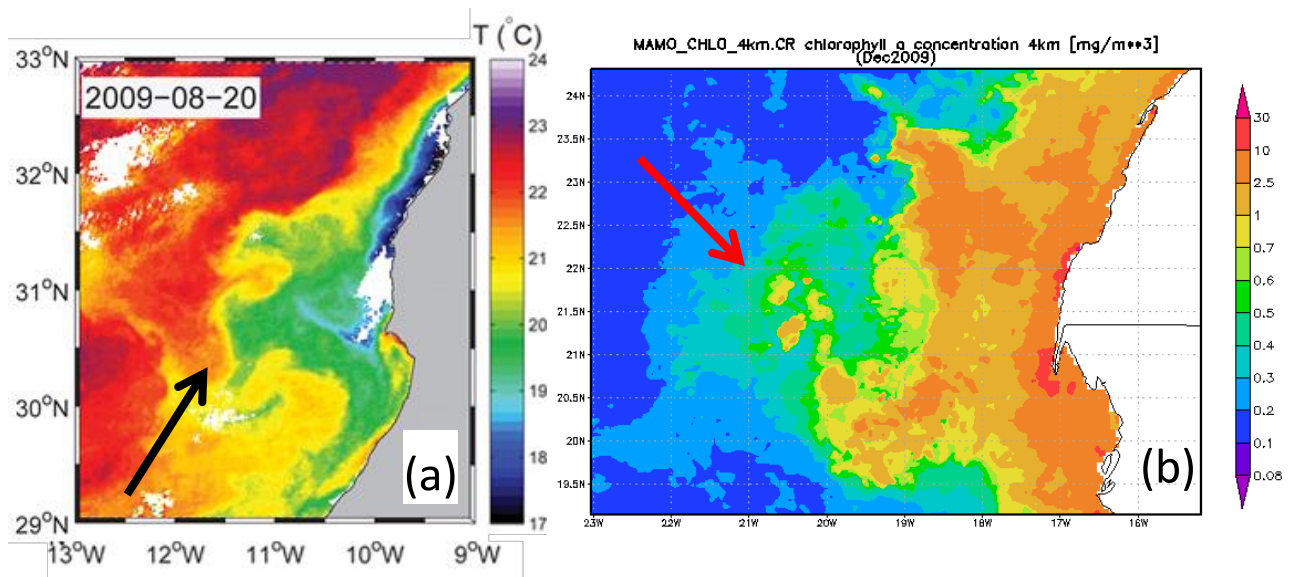 T (°C)
33°N
32°N
31°N
30°N
29°N
2009-08-20
13°W
12°W
11°W
10°W
9°W
24
23
22
21
20
19
18
17
(a)
MAMO_CHLO_4km.CR chlorophyll a concentration 4km [mg/m**3]
(Dec2009)
24N
23.5N
23N
22.5N
22N
21.5N
21N
20.5N
20N
19.5N
23W
22W
21W
20W
19W
18W
17W
16W
(b)
30
10
2.5
1
0.7
0.6
0.5
0.4
0.3
0.2
0.1
0.08